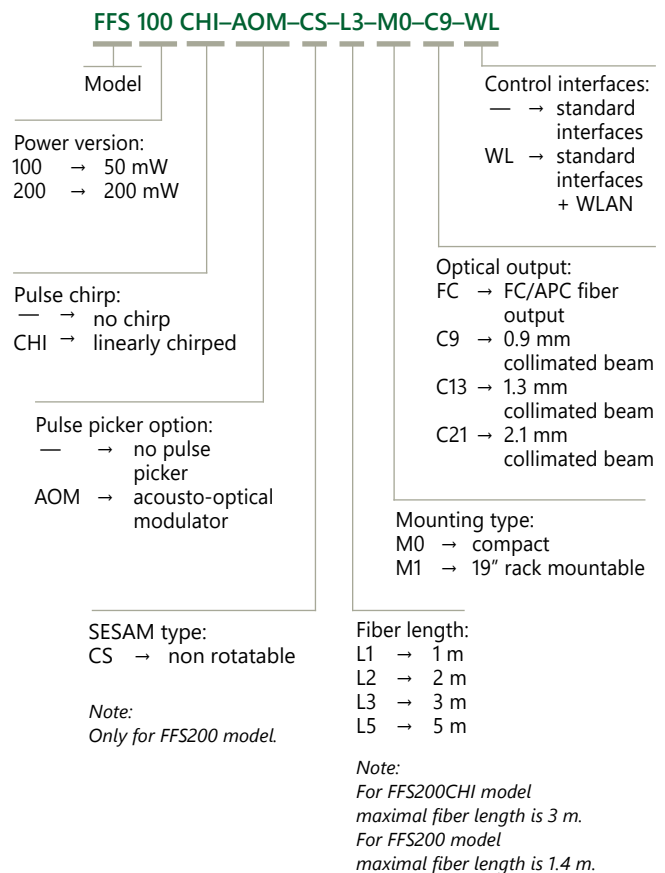 FFS 100 CHI–AOM–CS–L3–M0–C9–WL
Model
Power version:
100 → 50 mW
200 → 200 mW
Pulse chirp:
— → no chirp
CHI → linearly chirped
Pulse picker option:
— → no pulse
picker
AOM → acousto-optical
modulator
SESAM type:
CS → non rotatable
Note:
Only for FFS200 model.
Fiber length:
L1 → 1 m
L2 → 2 m
L3 → 3 m
L5 → 5 m
Note:
For FFS200CHI model
maximal fiber length is 3 m.
For FFS200 model
maximal fiber length is 1.4 m.
Mounting type:
M0 → compact
M1 → 19″ rack mountable
Optical output:
FC → FC/APC fiber
output
C9 → 0.9 mm
collimated beam
C13 → 1.3 mm
collimated beam
C21 → 2.1 mm
collimated beam
Control interfaces:
— → standard
interfaces
WL → standard
interfaces
+ WLAN